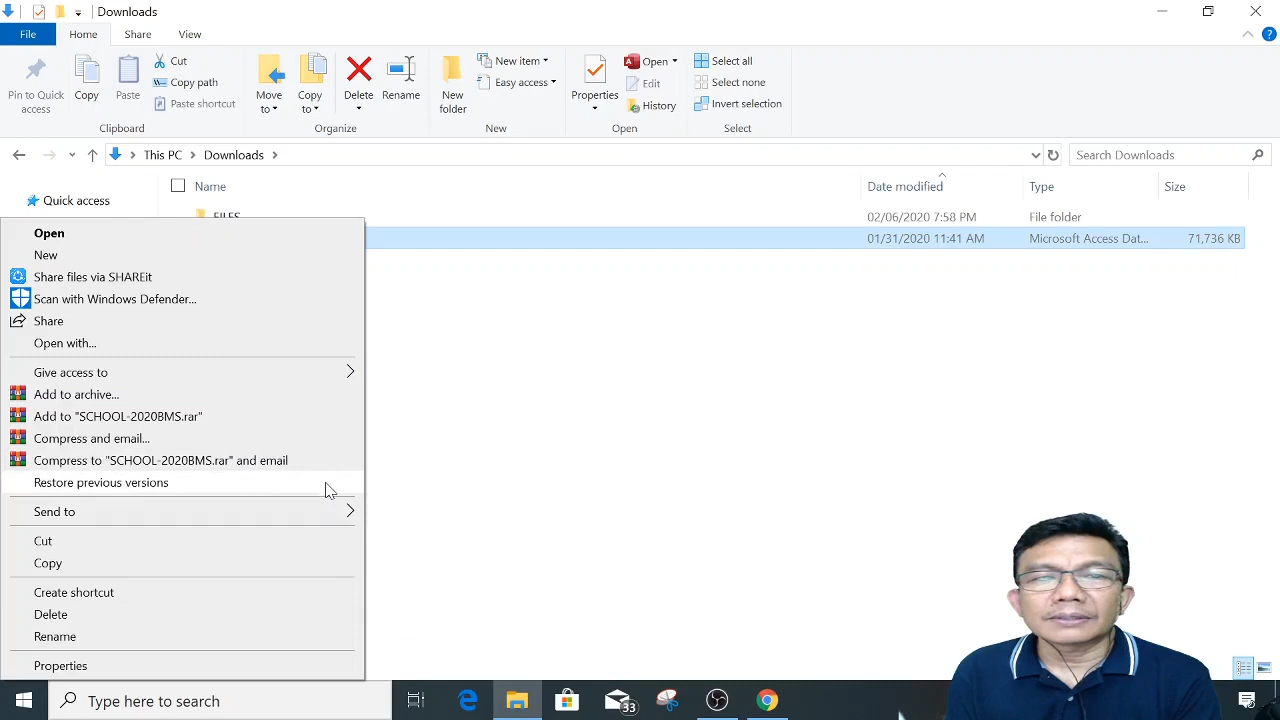 Downloads
File Home Share View
Pin to Quick access
Copy
Paste
Cut
Copy path
Paste shortcut
Clipboard
Move to
Copy to
Delete
Rename
Organize
New folder
New item
Easy access
New
Properties
Open
Edit
History
Open
Select all
Select none
Invert selection
Select
This PC Downloads
Search Downloads
Quick access
Name Date modified Type Size
FILES 02/06/2020 7:58 PM File folder
01/31/2020 11:41 AM Microsoft Access Dat... 71,736 KB
Open
New
Share files via SHAREit
Scan with Windows Defender...
Share
Open with...
Give access to
Add to archive...
Add to "SCHOOL-2020BMS.rar"
Compress and email...
Compress to "SCHOOL-2020BMS.rar" and email
Restore previous versions
Send to
Cut
Copy
Create shortcut
Delete
Rename
Properties
Type here to search
33